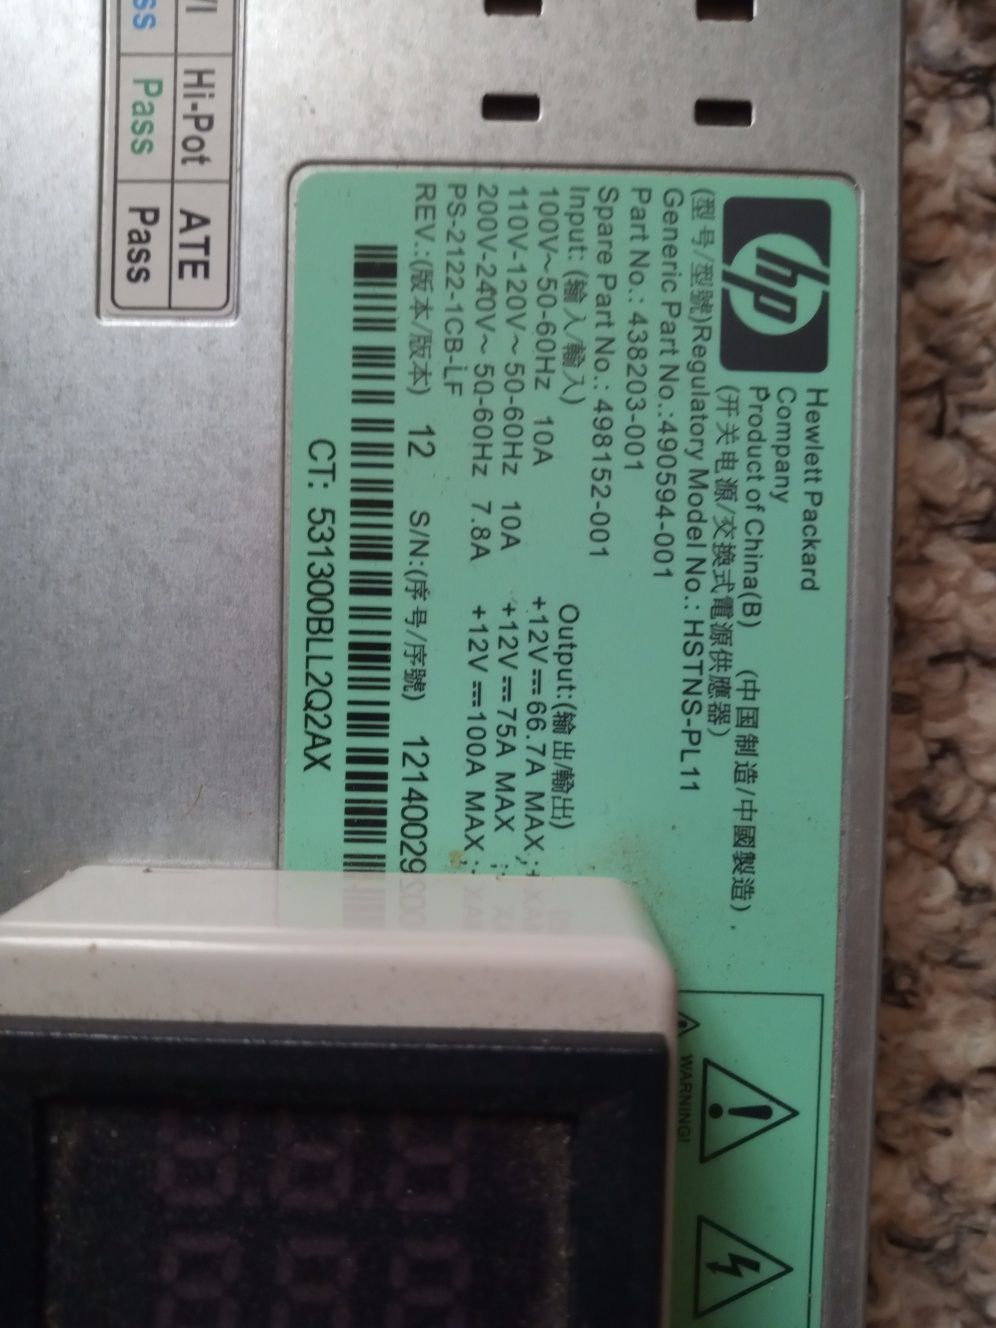 hp
Hewlett Packard
Company
Product of China(B) (中国制造/中國製造)
(开关电源/交換式電源供應器)
(型号/型號)Regulatory Model No.: HSTNS-PL11
Generic Part No.:490594-001
Part No.: 438203-001
Spare Part No.: 498152-001
Input: (输入/輸入) Output:(输出/輸出)
100V~ 50-60Hz 10A +12V⎓66.7A MAX ;+
110V-120V~ 50-60Hz 10A +12V⎓75A MAX ;
200V-240V~ 50-60Hz 7.8A +12V⎓100A MAX ;
PS-2122-1CB-LF
REV.:(版本/版本) 12 S/N:(序号/序號) 12140029
CT: 531300BLL2Q2AX
WARNING!
Hi-Pot ATE
Pass Pass